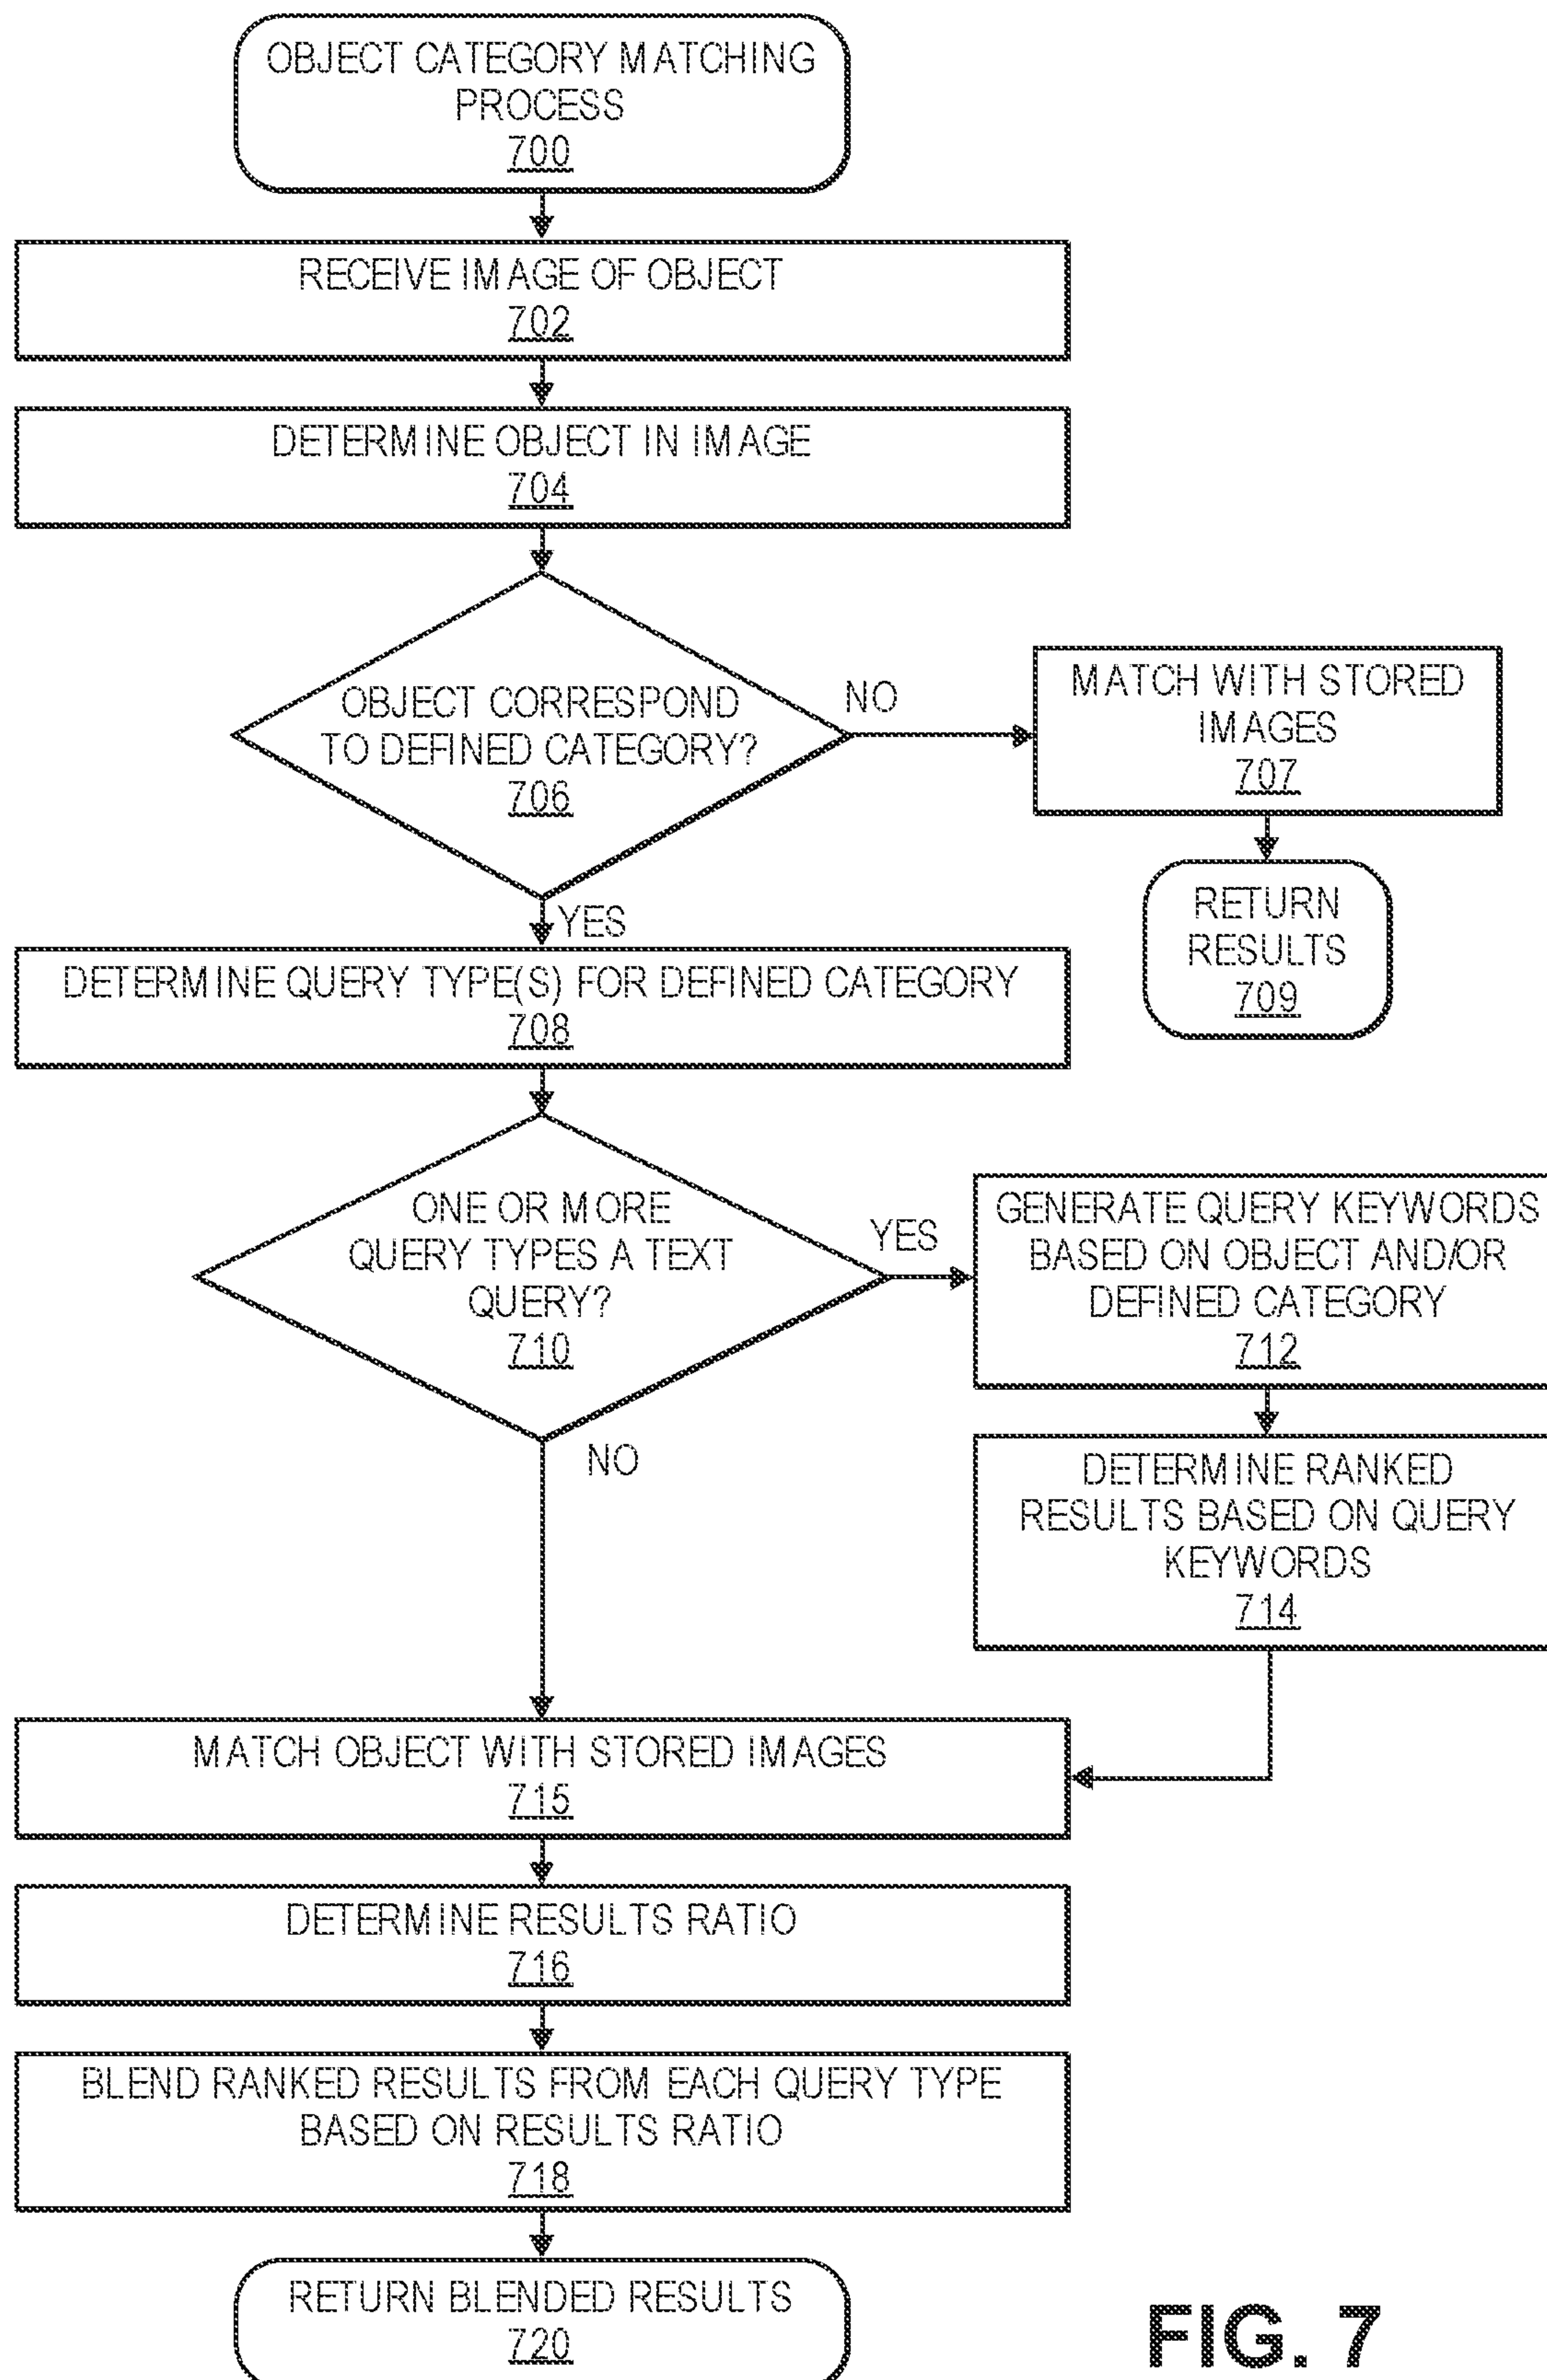 OBJECT CATEGORY MATCHING
PROCESS
700
RECEIVE IMAGE OF OBJECT
702
DETERMINE OBJECT IN IMAGE
704
OBJECT CORRESPOND
TO DEFINED CATEGORY?
706
NO
MATCH WITH STORED
IMAGES
707
RETURN
RESULTS
709
YES
DETERMINE QUERY TYPE(S) FOR DEFINED CATEGORY
708
ONE OR MORE
QUERY TYPES A TEXT
QUERY?
710
YES
GENERATE QUERY KEYWORDS
BASED ON OBJECT AND/OR
DEFINED CATEGORY
712
NO
DETERMINE RANKED
RESULTS BASED ON QUERY
KEYWORDS
714
MATCH OBJECT WITH STORED IMAGES
715
DETERMINE RESULTS RATIO
716
BLEND RANKED RESULTS FROM EACH QUERY TYPE
BASED ON RESULTS RATIO
718
RETURN BLENDED RESULTS
720
FIG. 7